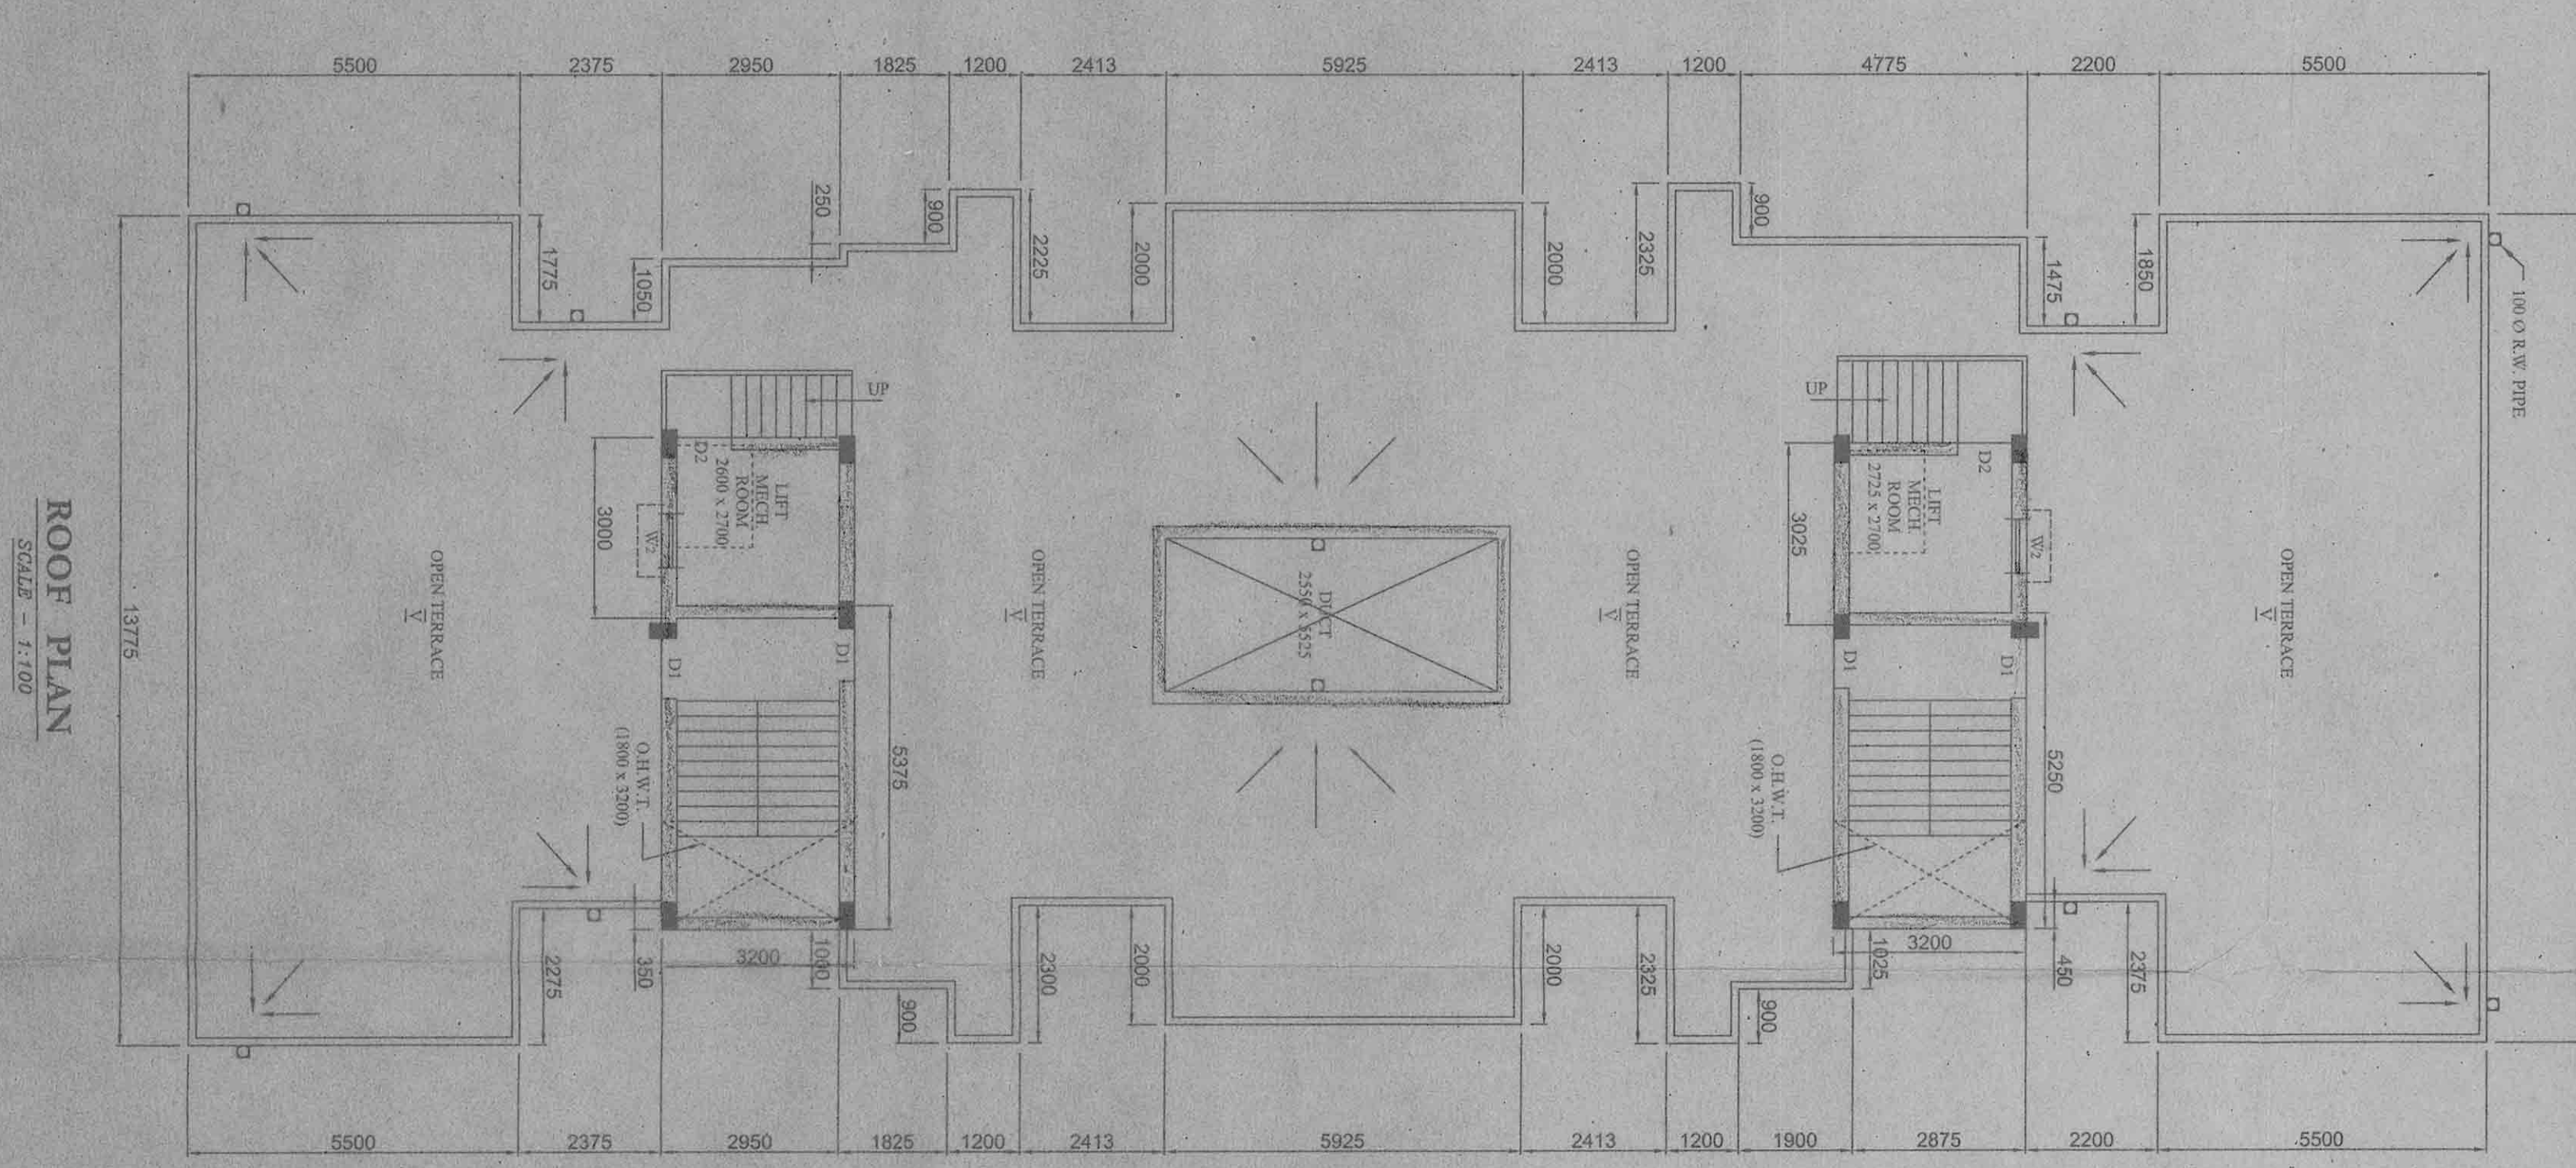 5500 2375 2950 1825 1200 2413 5925 2413 1200 4775 2200 5500
250
900
2225
2000
2000
2325
900
1775
1050
1475
1850
100 Ø R.W. PIPE
UP
UP
D2
LIFT
MECH.
ROOM
2600 x 2700
3000
W2
D2
LIFT
MECH.
ROOM
2725 x 2700
3025
W2
OPEN TERRACE
V
OPEN TERRACE
V
DUCT
2550 x 5525
OPEN TERRACE
V
OPEN TERRACE
V
D1
D1
D1
D1
13775
O.H.W.T.
(1800 x 3200)
5375
O.H.W.T.
(1800 x 3200)
5250
2275
350
3200
1000
900
2300
2000
2000
2325
900
1025
3200
450
2375
5500 2375 2950 1825 1200 2413 5925 2413 1200 1900 2875 2200 5500
ROOF PLAN
SCALE – 1:100